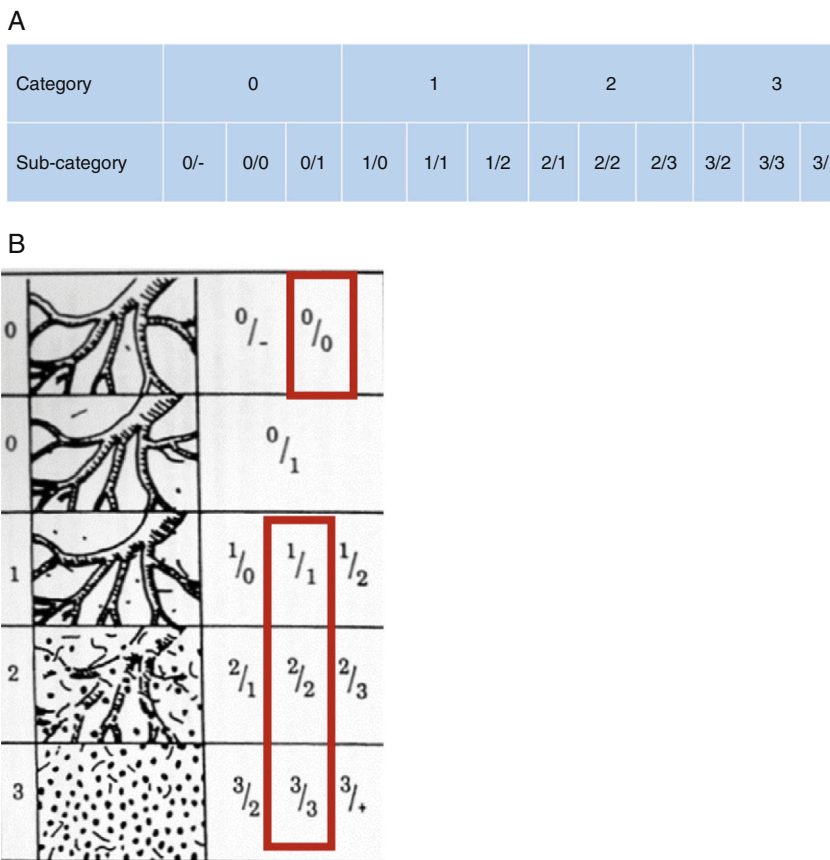 A
Category 0 1 2 3
Sub-category 0/- 0/0 0/1 1/0 1/1 1/2 2/1 2/2 2/3 3/2 3/3 3/
B
0 0/- 0/0
0 0/1
1 1/0 1/1 1/2
2 2/1 2/2 2/3
3 3/2 3/3 3/+